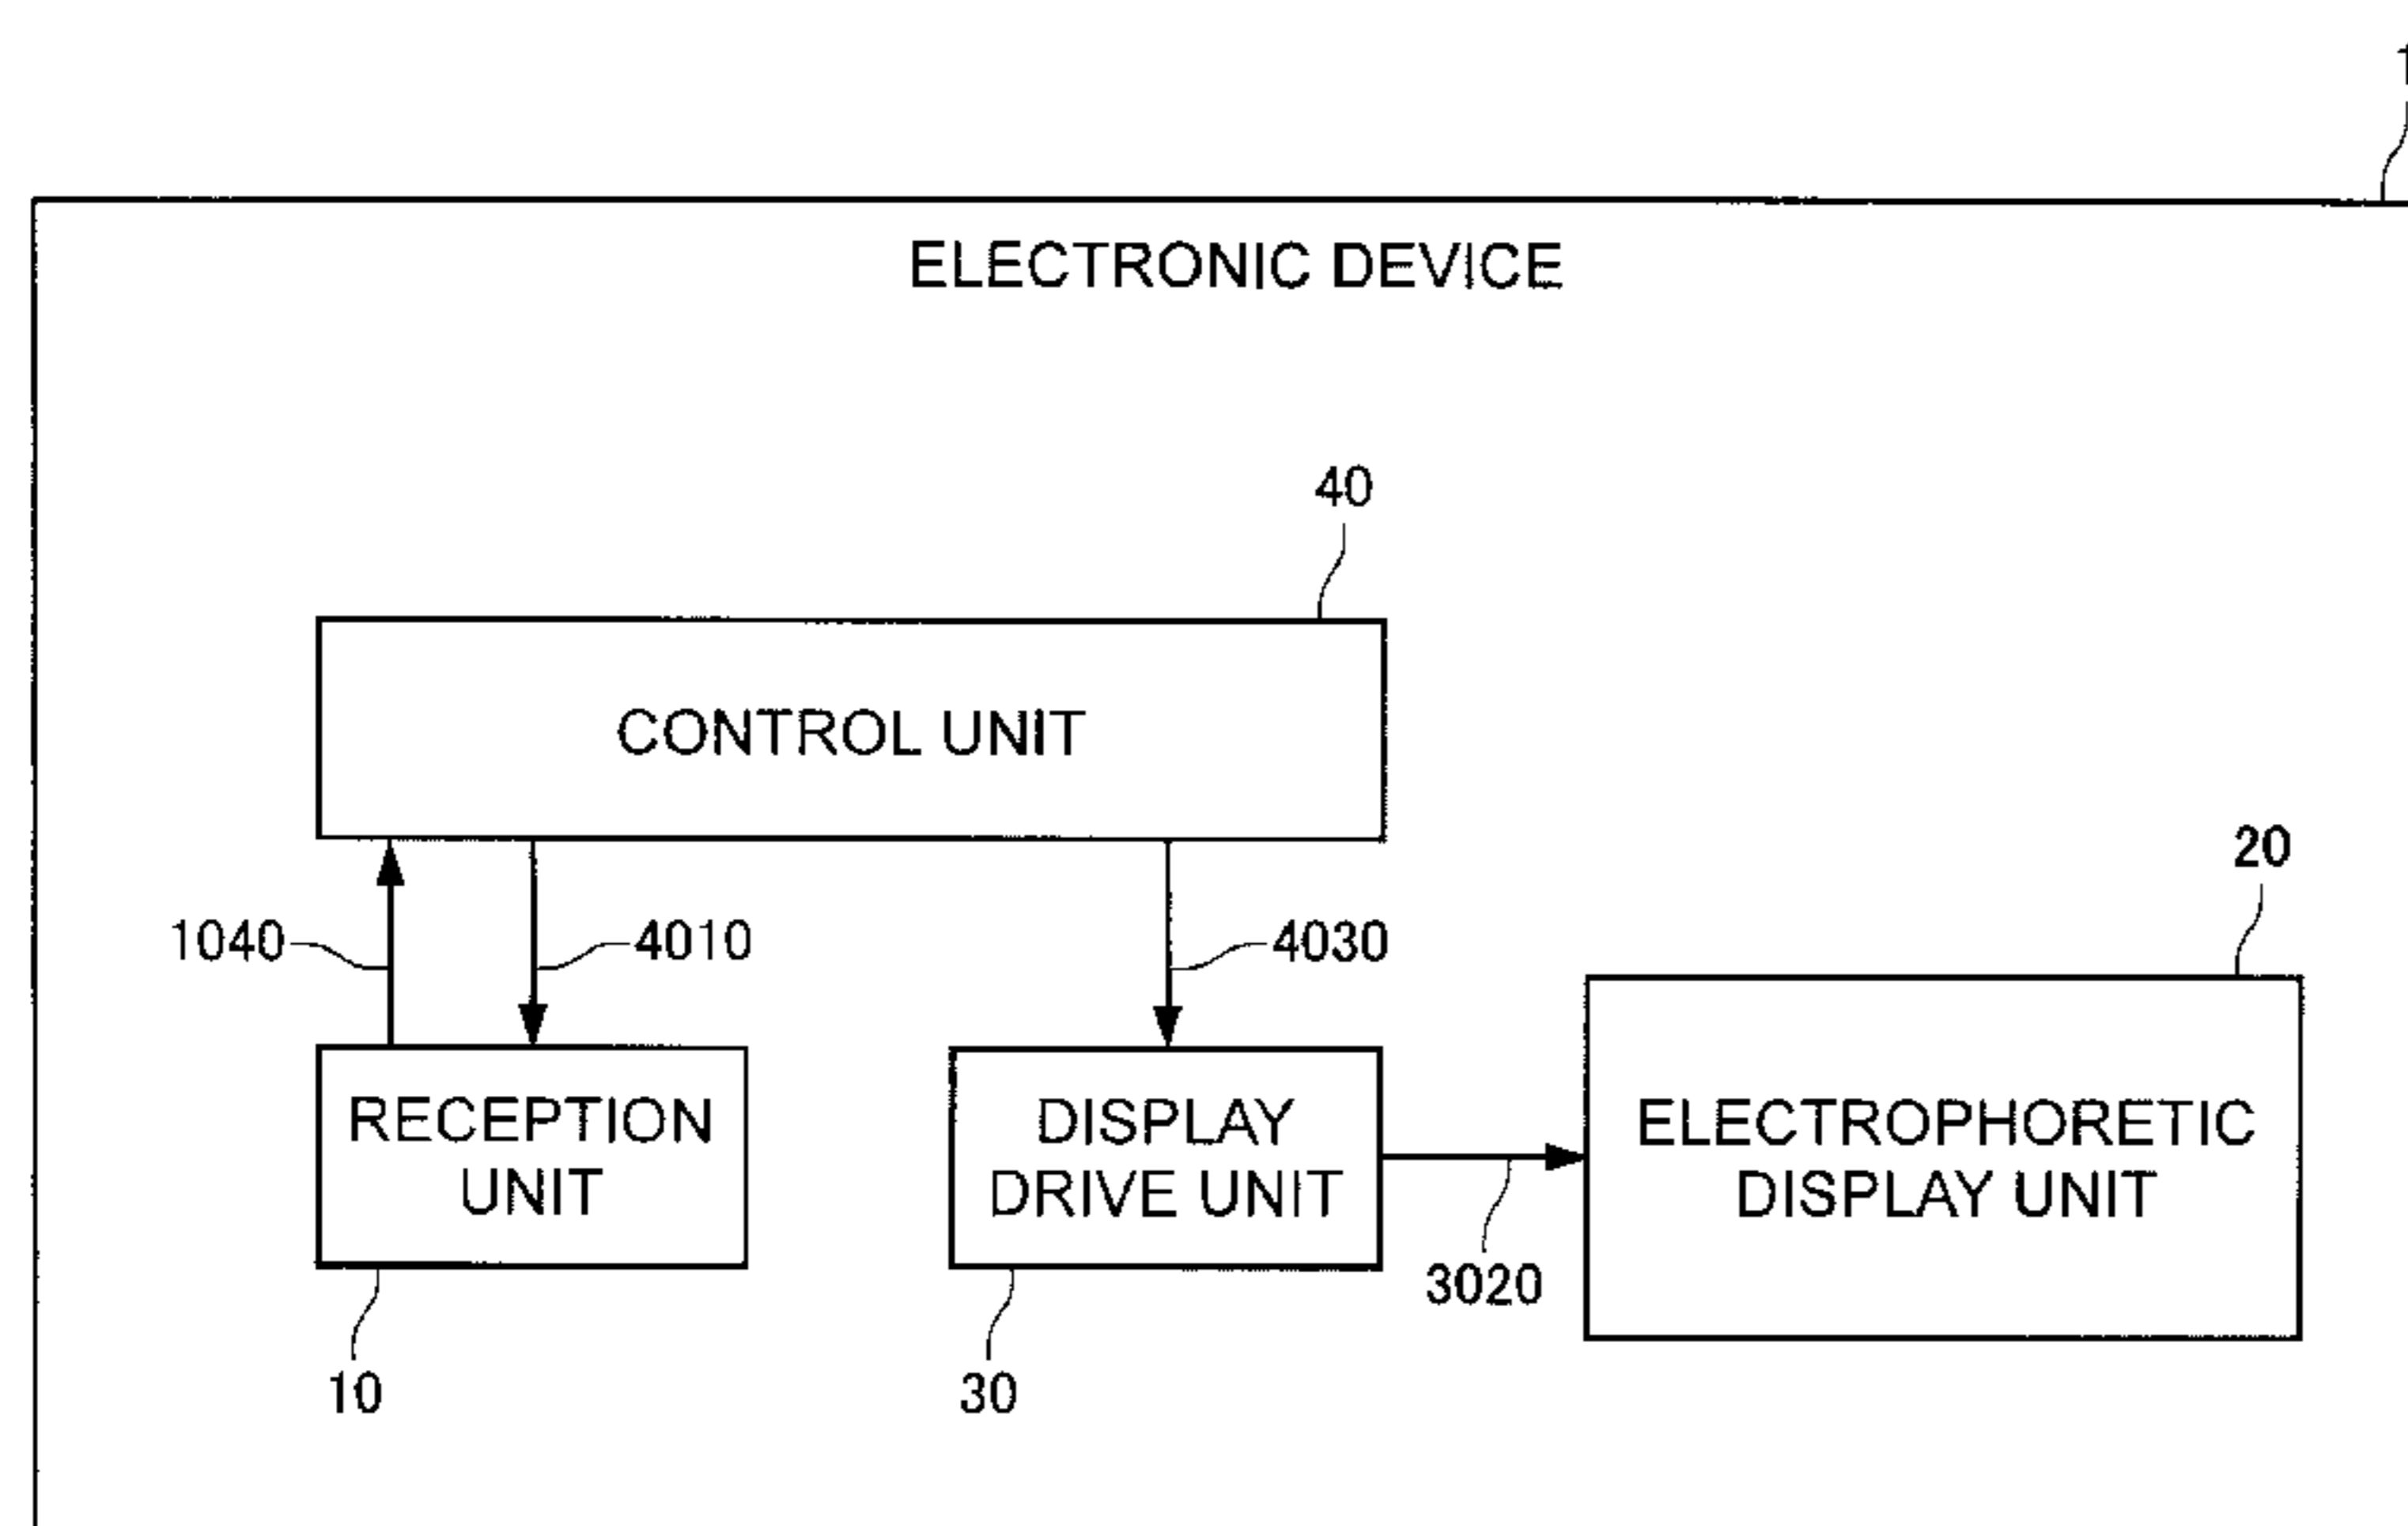 1
ELECTRONIC DEVICE
40
CONTROL UNIT
20
1040
4010
4030
RECEPTION
UNIT
DISPLAY
DRIVE UNIT
ELECTROPHORETIC
DISPLAY UNIT
3020
10
30